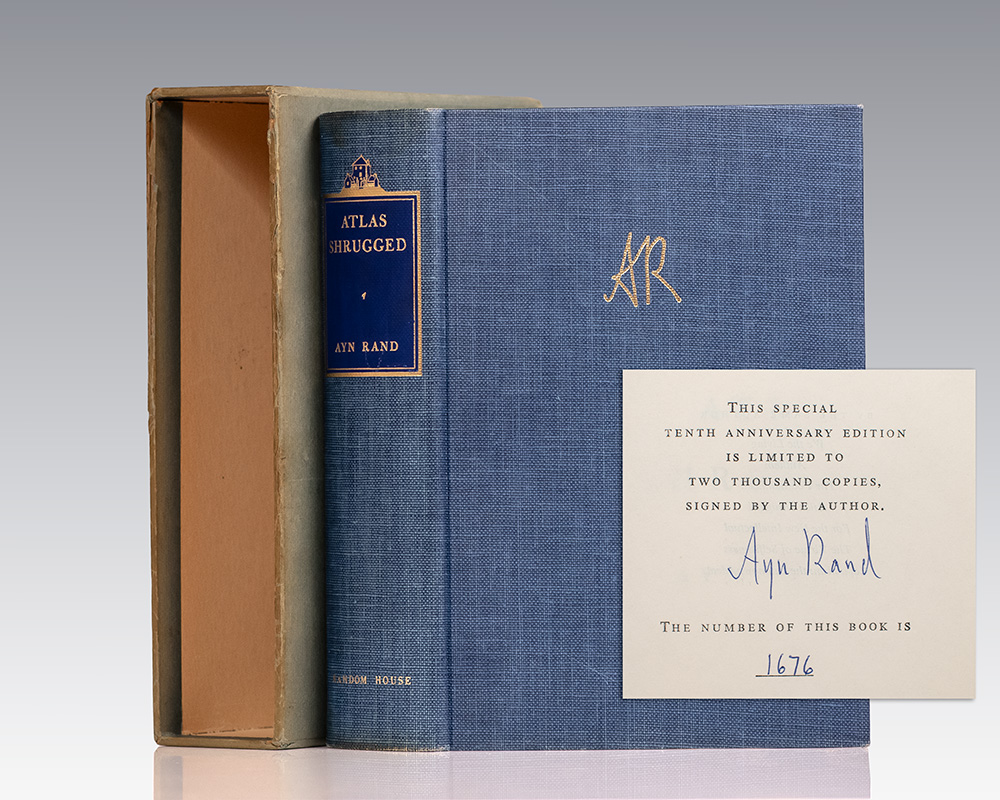 ATLAS
SHRUGGED
AYN RAND
RANDOM HOUSE
AR
THIS SPECIAL
TENTH ANNIVERSARY EDITION
IS LIMITED TO
TWO THOUSAND COPIES,
SIGNED BY THE AUTHOR.
Ayn Rand
THE NUMBER OF THIS BOOK IS
1676